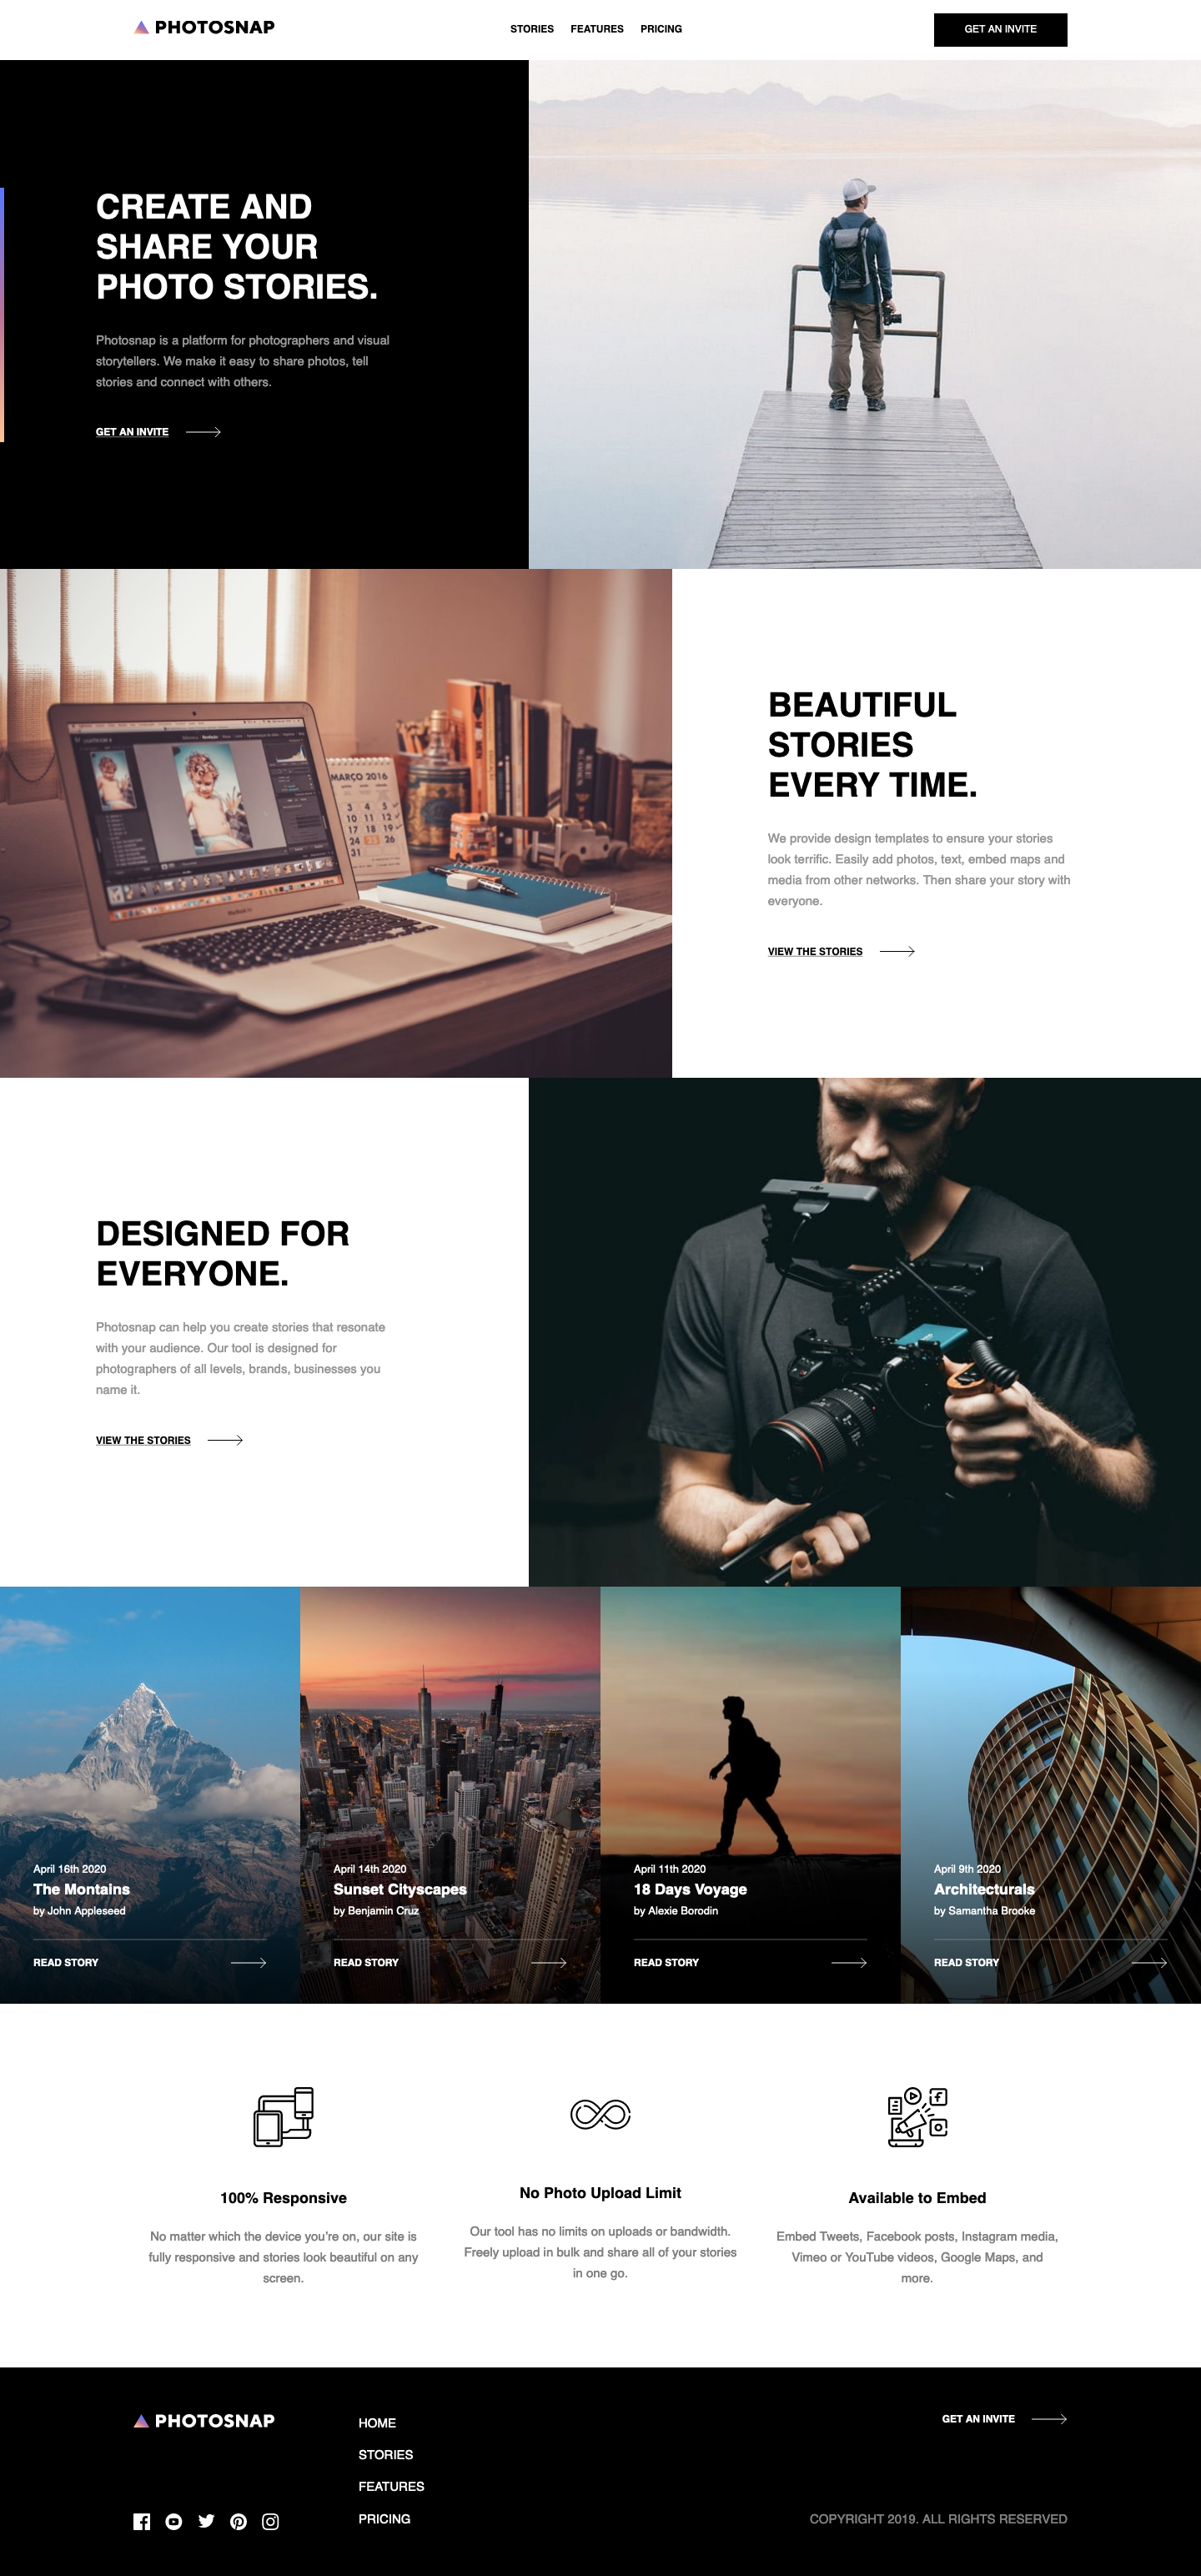 PHOTOSNAP
STORIES FEATURES PRICING
GET AN INVITE
CREATE AND
SHARE YOUR
PHOTO STORIES.
Photosnap is a platform for photographers and visual
storytellers. We make it easy to share photos, tell
stories and connect with others.
GET AN INVITE
MARÇO 2016
BEAUTIFUL
STORIES
EVERY TIME.
We provide design templates to ensure your stories
look terrific. Easily add photos, text, embed maps and
media from other networks. Then share your story with
everyone.
VIEW THE STORIES
DESIGNED FOR
EVERYONE.
Photosnap can help you create stories that resonate
with your audience. Our tool is designed for
photographers of all levels, brands, businesses you
name it.
VIEW THE STORIES
April 16th 2020
The Montains
by John Appleseed
READ STORY
April 14th 2020
Sunset Cityscapes
by Benjamin Cruz
READ STORY
April 11th 2020
18 Days Voyage
by Alexie Borodin
READ STORY
April 9th 2020
Architecturals
by Samantha Brooke
READ STORY
100% Responsive
No matter which the device you’re on, our site is
fully responsive and stories look beautiful on any
screen.
No Photo Upload Limit
Our tool has no limits on uploads or bandwidth.
Freely upload in bulk and share all of your stories
in one go.
Available to Embed
Embed Tweets, Facebook posts, Instagram media,
Vimeo or YouTube videos, Google Maps, and
more.
PHOTOSNAP
HOME
STORIES
FEATURES
PRICING
GET AN INVITE
COPYRIGHT 2019. ALL RIGHTS RESERVED